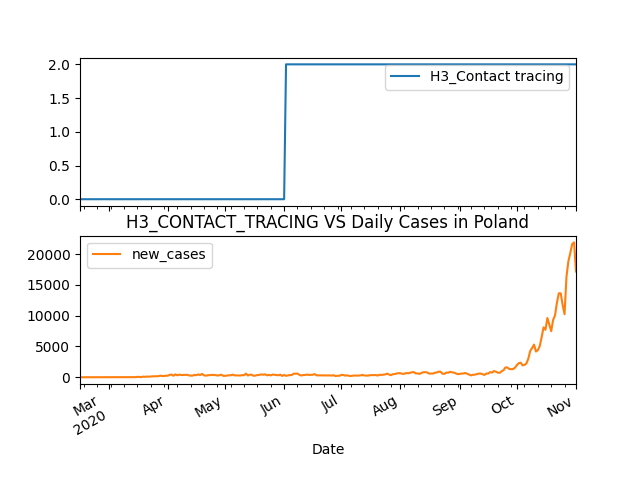 2.0
H3_Contact tracing
1.5
1.0
0.5
0.0
H3_CONTACT_TRACING VS Daily Cases in Poland
new_cases
20000
15000
10000
5000
0
Mar
2020
Apr
May
Jun
Jul
Aug
Sep
Oct
Nov
Date